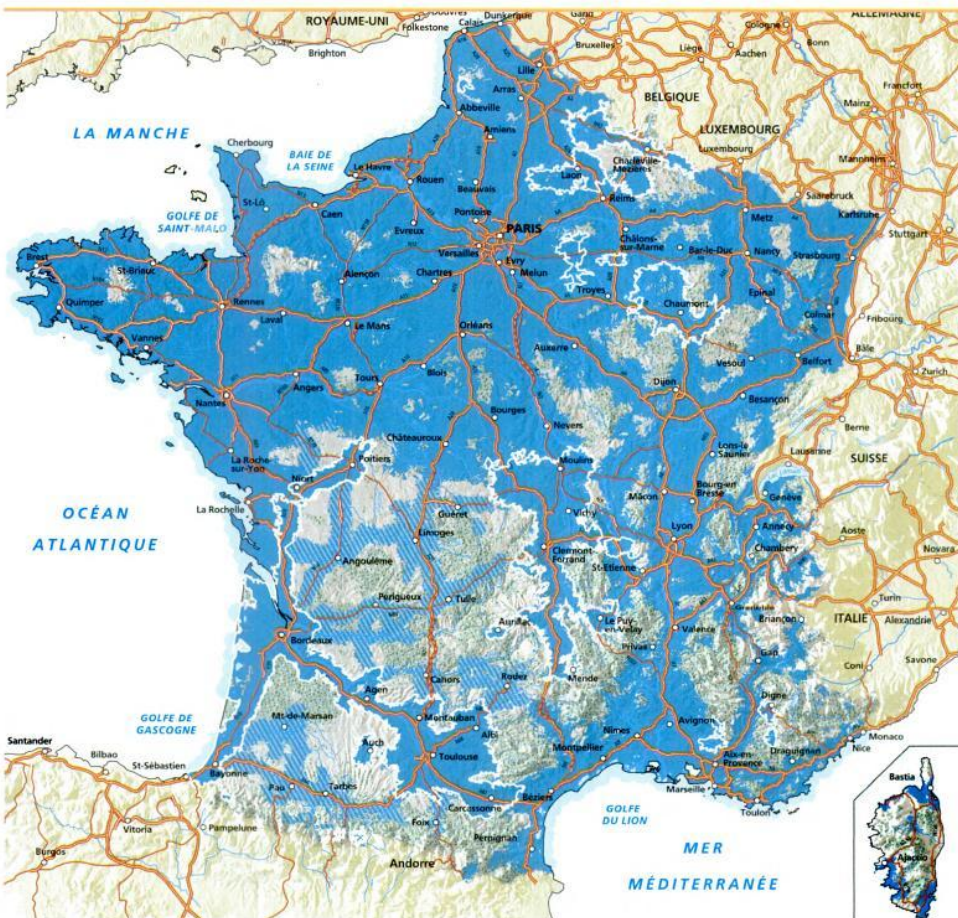 ROYAUME-UNI
Folkestone
Calais
Dunkerque
Gand
ALLEMAGNE
Brighton
Bruxelles
Cologne
Liège
Aachen
Bonn
Lille
Francfort
Arras
BELGIQUE
Mainz
Abbeville
LA MANCHE
LUXEMBOURG
Amiens
Luxembourg
Cherbourg
BAIE DE
LA SEINE
Le Havre
Charleville-
Mézières
Mannheim
Rouen
Beauvais
Laon
Saarebruck
St-Lô
Caen
Reims
Karlsruhe
GOLFE DE
SAINT-MALO
Pontoise
PARIS
Metz
Evreux
Versailles
Châlons-
sur-Marne
Bar-le-Duc
Nancy
Stuttgart
Brest
St-Brieuc
Alençon
Chartres
Evry
Melun
Strasbourg
Quimper
Rennes
Troyes
Chaumont
Epinal
Laval
Le Mans
Orléans
Colmar
Fribourg
Vannes
Auxerre
Vesoul
Belfort
Bâle
Zurich
Angers
Tours
Blois
Dijon
Nantes
Besançon
Bourges
Nevers
Berne
Châteauroux
La Roche-
sur-Yon
Poitiers
Moulins
Lons-le
Saunier
Lausanne
SUISSE
Niort
Mâcon
Bourg-en
Bresse
Genève
La Rochelle
Guéret
Vichy
OCÉAN
ATLANTIQUE
Limoges
Lyon
Annecy
Aoste
Clermont-
Ferrand
Chambery
Novara
Angoulême
St-Etienne
Périgueux
Tulle
Turin
Grenoble
Aurillac
Le Puy-
en-Velay
Valence
Briançon
ITALIE
Alexandrie
Bordeaux
Privas
Gap
Coni
Savone
Mende
Cahors
Rodez
Agen
Digne
GOLFE DE
GASCOGNE
Mt-de-Marsan
Montauban
Avignon
Monaco
Albi
Nîmes
Nice
Santander
Bilbao
Auch
Montpellier
Draguignan
St-Sébastien
Bayonne
Toulouse
Aix-en
Provence
Bastia
Pau
Tarbes
Béziers
Marseille
Carcassonne
GOLFE
DU LION
Toulon
Vitoria
Pampelune
Foix
Perpignan
MER
MÉDITERRANÉE
Burgos
Andorre
Ajaccio